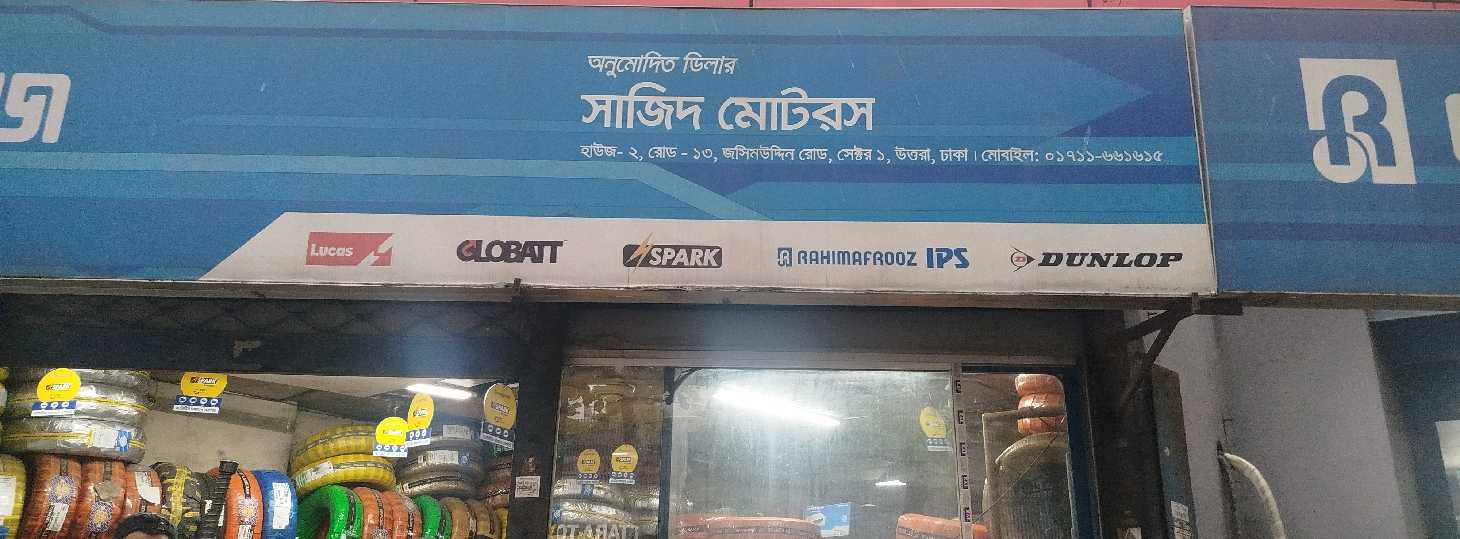 অনুমোদিত ডিলার
সাজিদ মোটরস
হাউজ- ২, রোড - ১৩, জসিমউদ্দিন রোড, সেক্টর ১, উত্তরা, ঢাকা। মোবাইল: ০১৭১১-৬৬১৬১৫
Lucas GLOBATT SPARK RAHIMAFROOZ IPS DUNLOP
SPARK